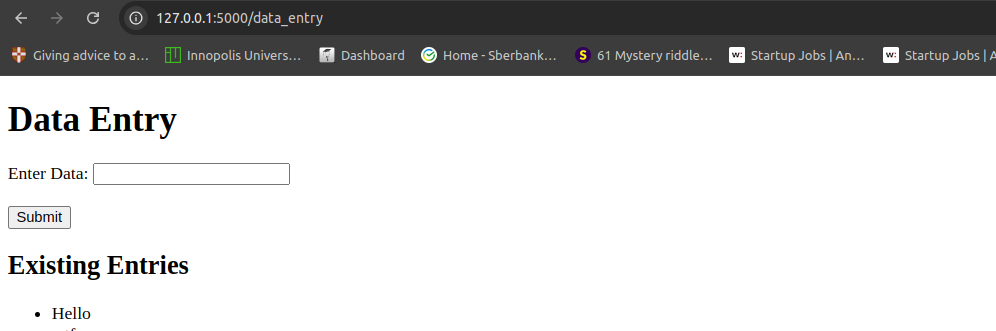 127.0.0.1:5000/data_entry
Giving advice to a... Innopolis Univers... Dashboard Home - Sberbank... 61 Mystery riddle... Startup Jobs | An... Startup Jobs | A
Data Entry
Enter Data:
Submit
Existing Entries
Hello